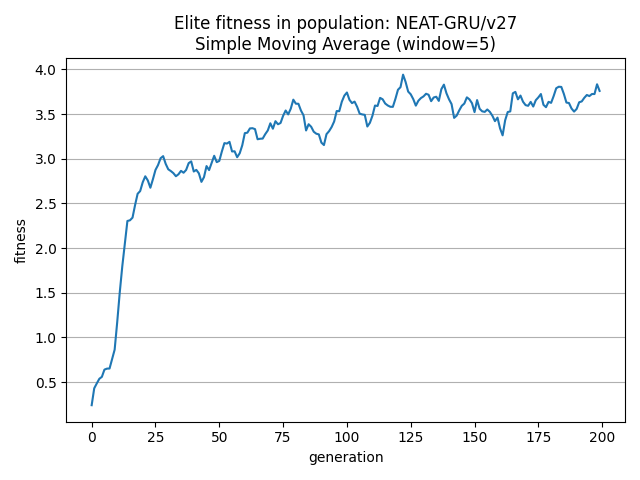 Elite fitness in population: NEAT-GRU/v27
Simple Moving Average (window=5)
fitness
4.0
3.5
3.0
2.5
2.0
1.5
1.0
0.5
0 25 50 75 100 125 150 175 200
generation